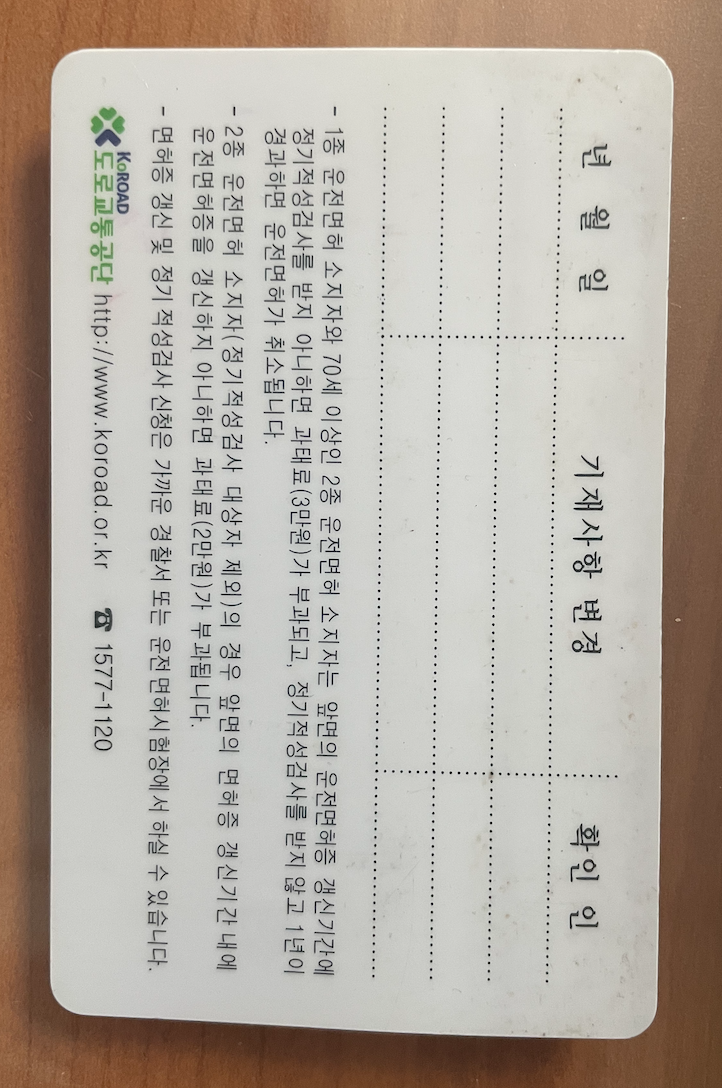 년 월 일 기재사항 변경 확인 인
- 1종 운전면허 소지자와 70세 이상인 2종 운전면허 소지자는 앞면의 운전면허증 갱신기간에
정기적성검사를 받지 아니하면 과태료(3만원)가 부과되고, 정기적성검사를 받지 않고 1년이
경과하면 운전면허가 취소됩니다.
- 2종 운전면허 소지자(정기적성검사 대상자 제외)의 경우 앞면의 면허증 갱신기간 내에
운전면허증을 갱신하지 아니하면 과태료(2만원)가 부과됩니다.
- 면허증 갱신 및 정기 적성검사 신청은 가까운 경찰서 또는 운전면허시험장에서 하실 수 있습니다.
KoROAD
도로교통공단 http://www.koroad.or.kr ☎ 1577-1120